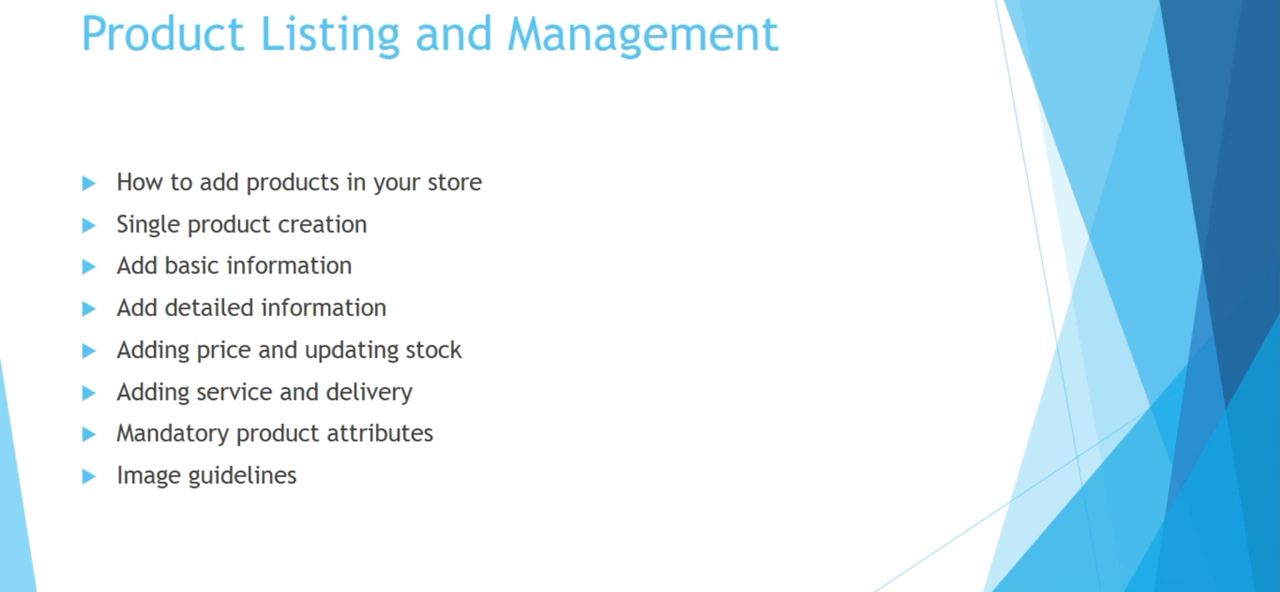 Product Listing and Management
How to add products in your store
Single product creation
Add basic information
Add detailed information
Adding price and updating stock
Adding service and delivery
Mandatory product attributes
Image guidelines